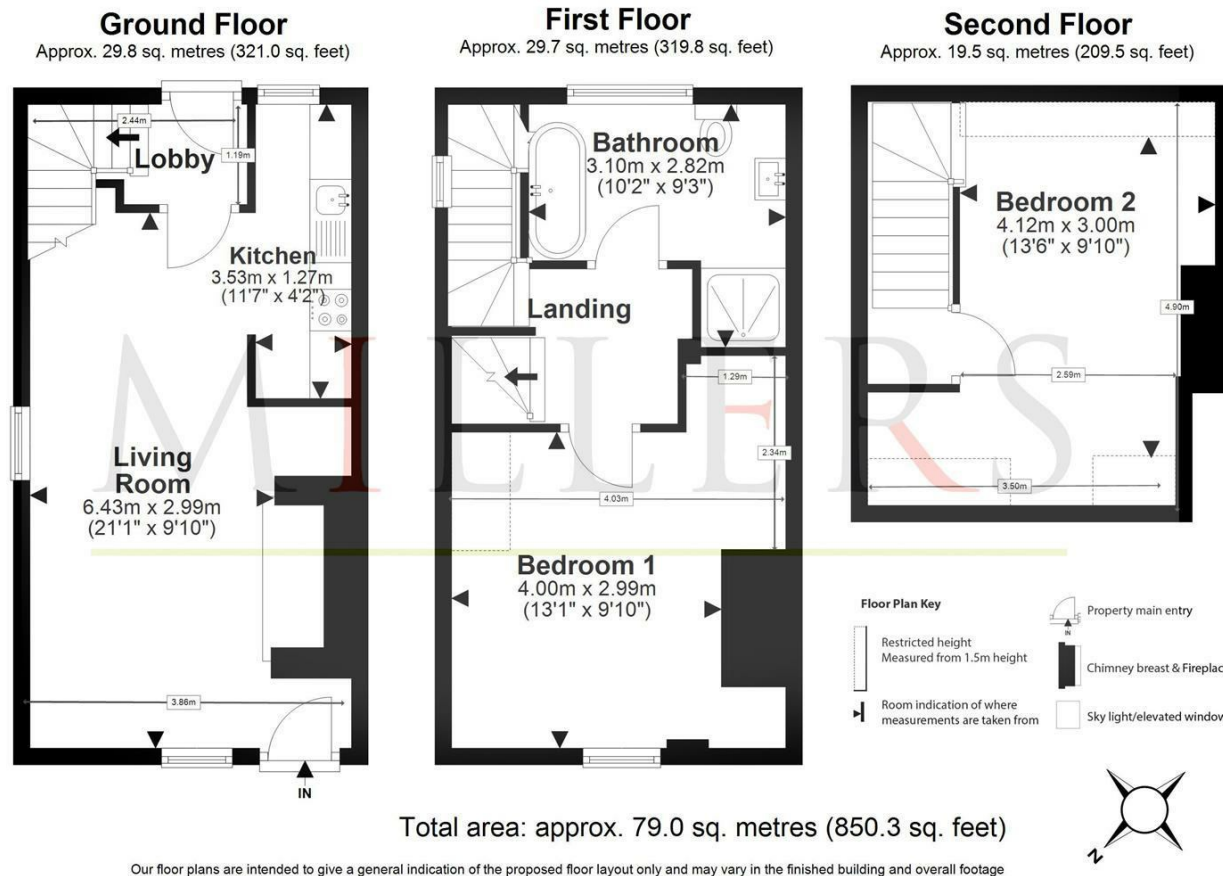 Ground Floor
Approx. 29.8 sq. metres (321.0 sq. feet)
2.44m
Lobby
1.19m
Kitchen
3.53m x 1.27m
(11'7" x 4'2")
Living
Room
6.43m x 2.99m
(21'1" x 9'10")
3.86m
IN
First Floor
Approx. 29.7 sq. metres (319.8 sq. feet)
Bathroom
3.10m x 2.82m
(10'2" x 9'3")
Landing
1.29m
2.34m
4.03m
Bedroom 1
4.00m x 2.99m
(13'1" x 9'10")
Second Floor
Approx. 19.5 sq. metres (209.5 sq. feet)
Bedroom 2
4.12m x 3.00m
(13'6" x 9'10")
4.90m
2.59m
3.50m
MILLERS
Floor Plan Key
Restricted height
Measured from 1.5m height
Room indication of where
measurements are taken from
IN
Property main entry
Chimney breast & Fireplac
Sky light/elevated window
Z
Total area: approx. 79.0 sq. metres (850.3 sq. feet)
Our floor plans are intended to give a general indication of the proposed floor layout only and may vary in the finished building and overall footage